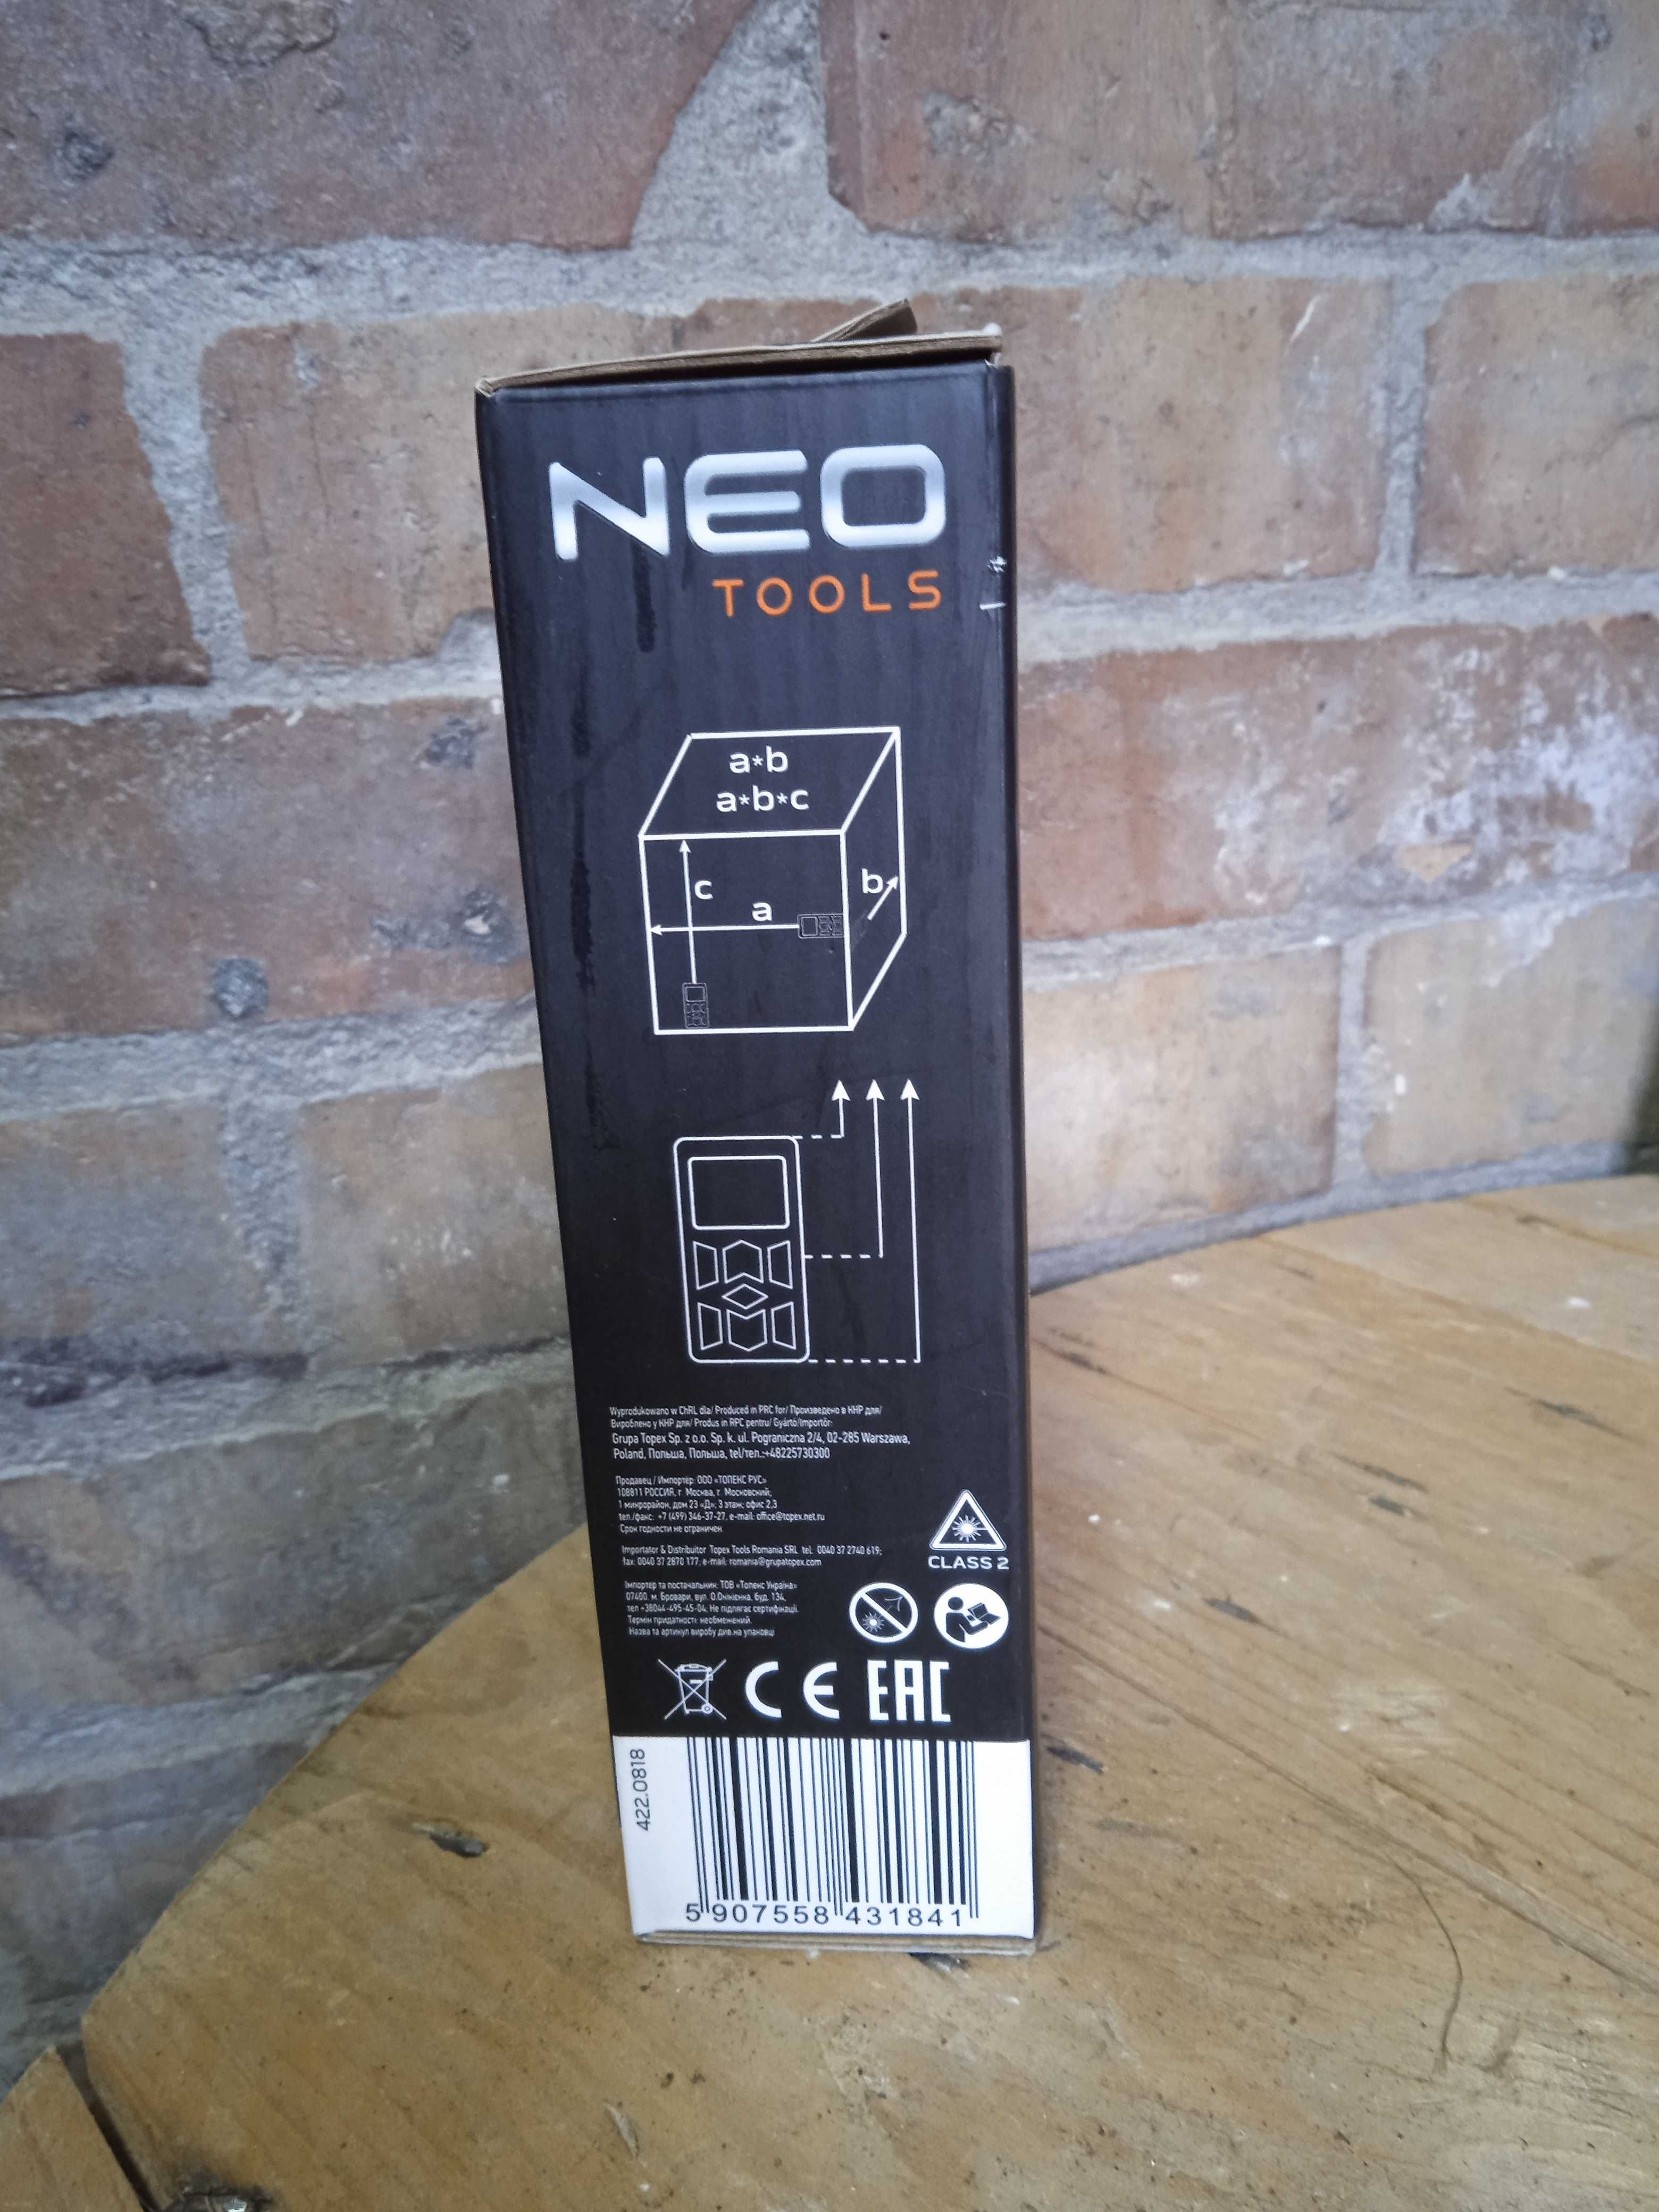 NEO
TOOLS
a*b
a*b*c
c
a
b
Wyprodukowano w ChRL dla/ Produced in PRC for/ Произведено в КНР для/
Вироблено у КНР для/ Produs in RPC pentru/ Gyártó/Importőr:
Grupa Topex Sp. z o.o. Sp. k. ul. Pograniczna 2/4, 02-285 Warszawa,
Poland, Польша, Польша, tel/тел.:+48225730300
Продавец / Импортёр: ООО «ТОПЕКС РУС»
108811 РОССИЯ, г. Москва, г. Московский,
1 микрорайон, дом 23 «Д»; 3 этаж; офис 2,3
тел./факс: +7 (499) 346-37-27, e-mail: office@topex.net.ru
Срок годности не ограничен.
Importator & Distribuitor Topex Tools Romania SRL tel. 0040 37 2740 619;
fax: 0040 37 2870 177; e-mail: romania@grupatopex.com
Імпортер та постачальник: ТОВ «Топекс Україна»
07400, м. Бровари, вул. О.Онікієнка, буд. 134,
тел +38044-495-45-04; Не підлягає сертифікації.
Термін придатності необмежений.
Назва та артикул виробу див.на упаковці
CLASS 2
CE EAC
422.0818
5 907558 431841